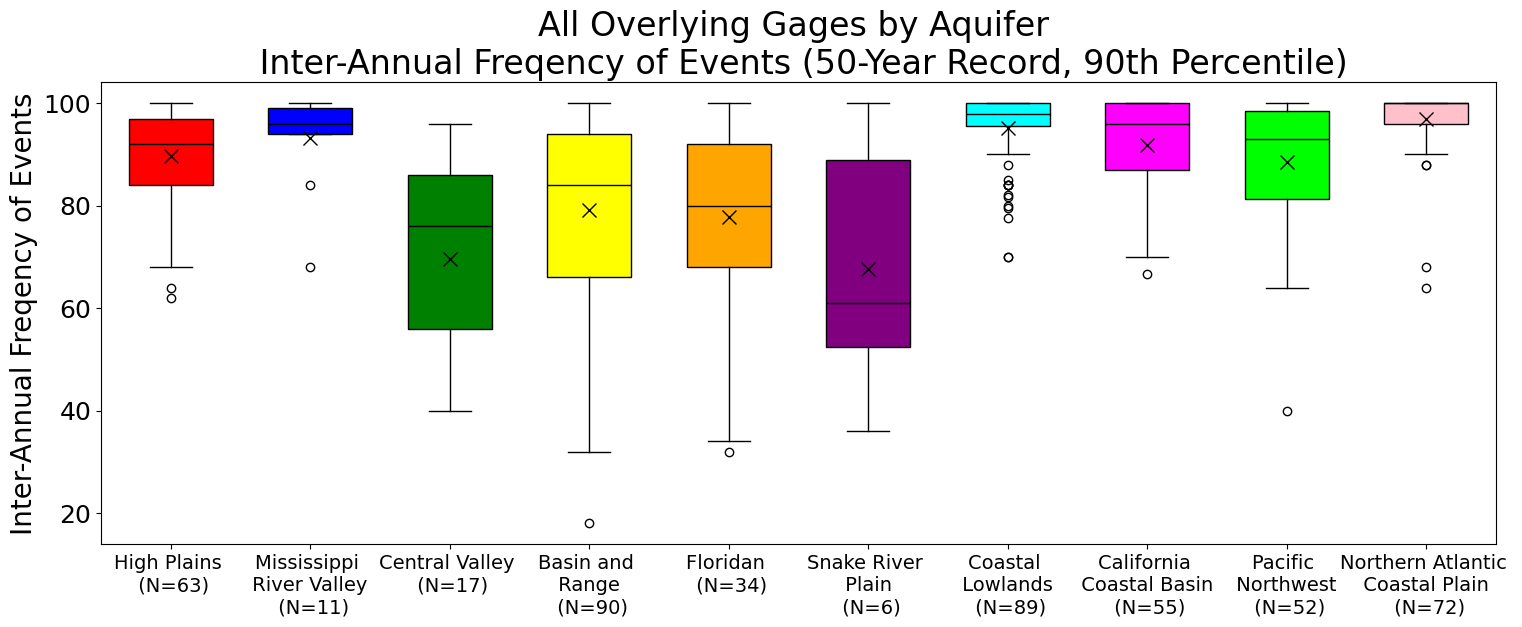 All Overlying Gages by Aquifer
Inter-Annual Freqency of Events (50-Year Record, 90th Percentile)
Inter-Annual Freqency of Events
100
80
60
40
20
High Plains
(N=63)
Mississippi
River Valley
(N=11)
Central Valley
(N=17)
Basin and
Range
(N=90)
Floridan
(N=34)
Snake River
Plain
(N=6)
Coastal
Lowlands
(N=89)
California
Coastal Basin
(N=55)
Pacific
Northwest
(N=52)
Northern Atlantic
Coastal Plain
(N=72)